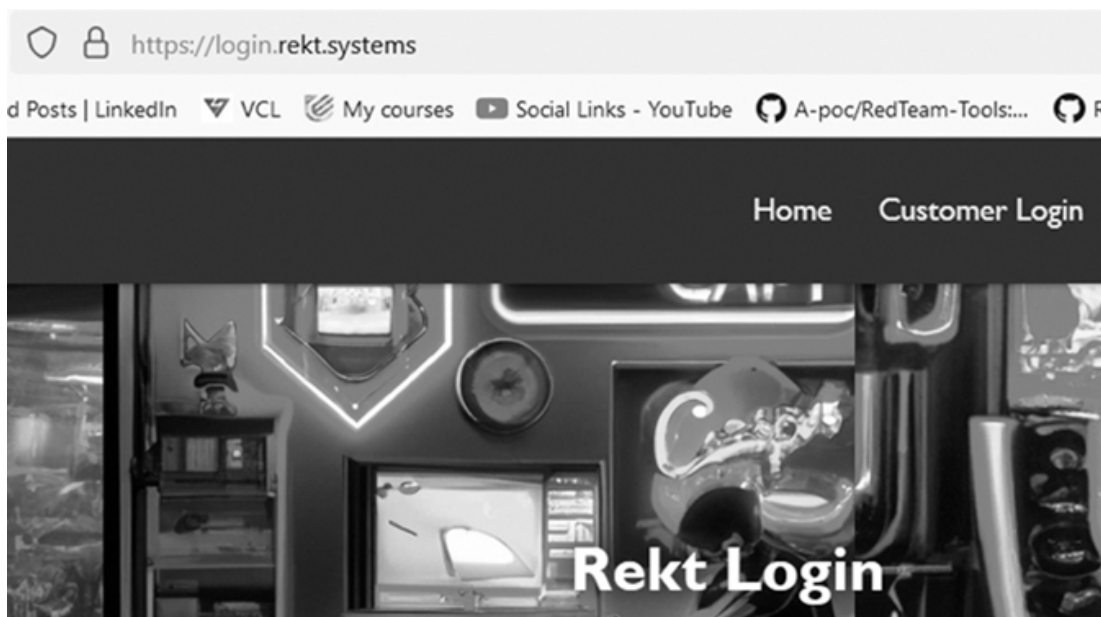 https://login.rekt.systems
d Posts | LinkedIn VCL My courses Social Links - YouTube A-poc/RedTeam-Tools:... R
Home Customer Login
Rekt Login